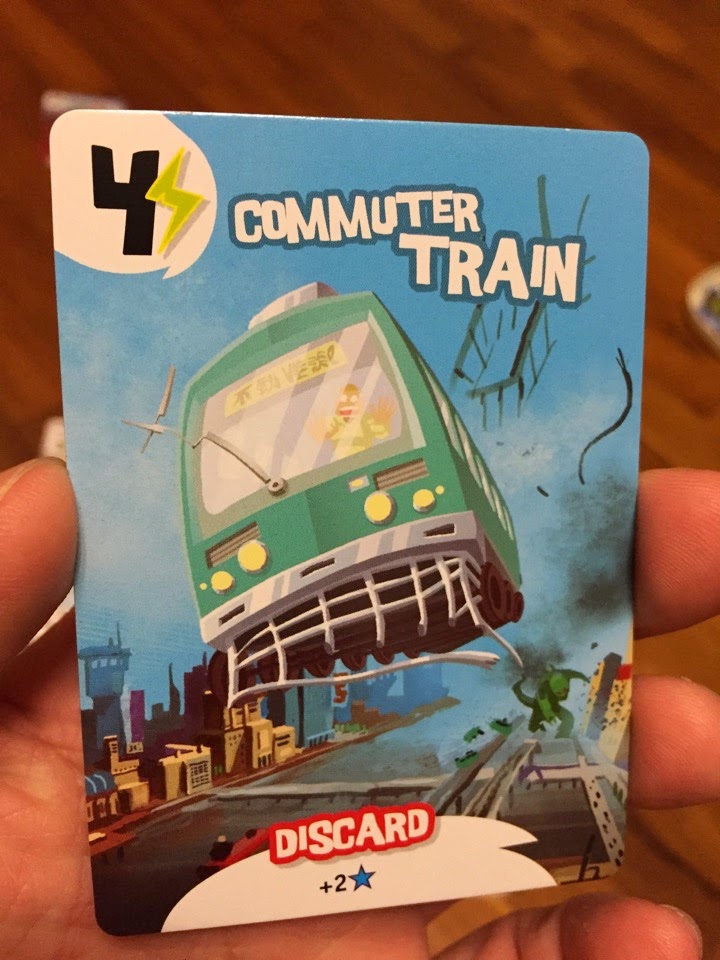 4
COMMUTER
TRAIN
DISCARD
+2